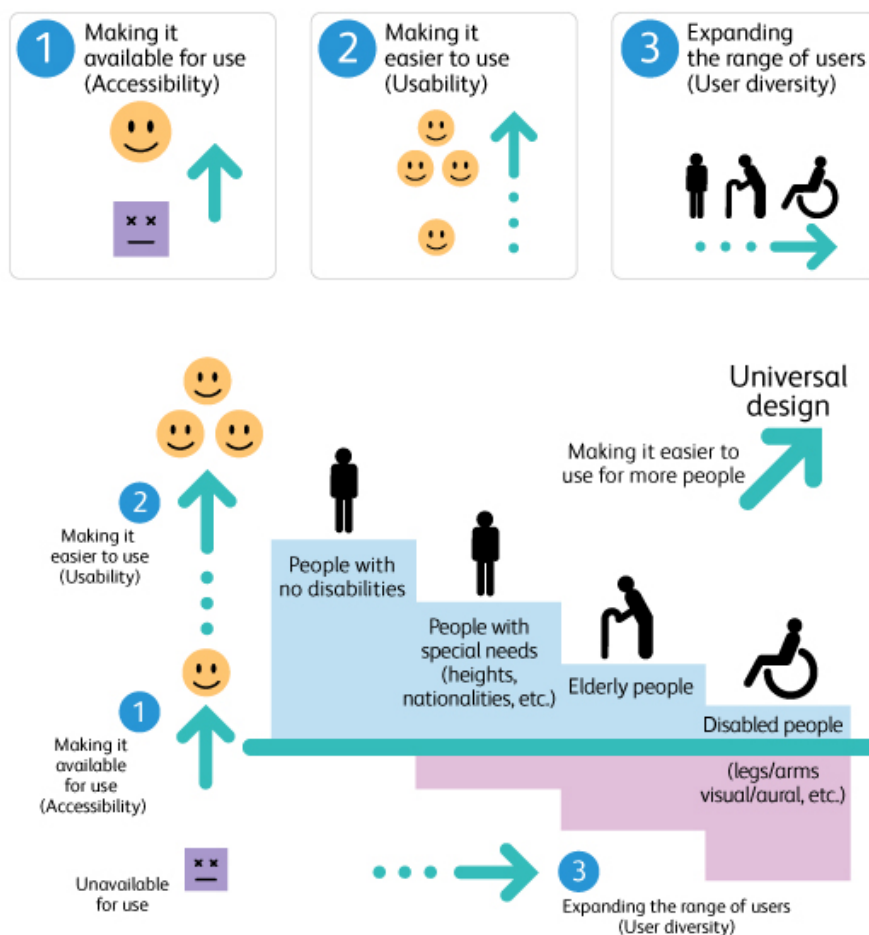 1
Making it
available for use
(Accessibility)
2
Making it
easier to use
(Usability)
3
Expanding
the range of users
(User diversity)
Universal
design
Making it easier to
use for more people
2
Making it
easier to use
(Usability)
People with
no disabilities
People with
special needs
(heights,
nationalities, etc.)
Elderly people
Disabled people
(legs/arms
visual/aural, etc.)
1
Making it
available
for use
(Accessibility)
Unavailable
for use
3
Expanding the range of users
(User diversity)